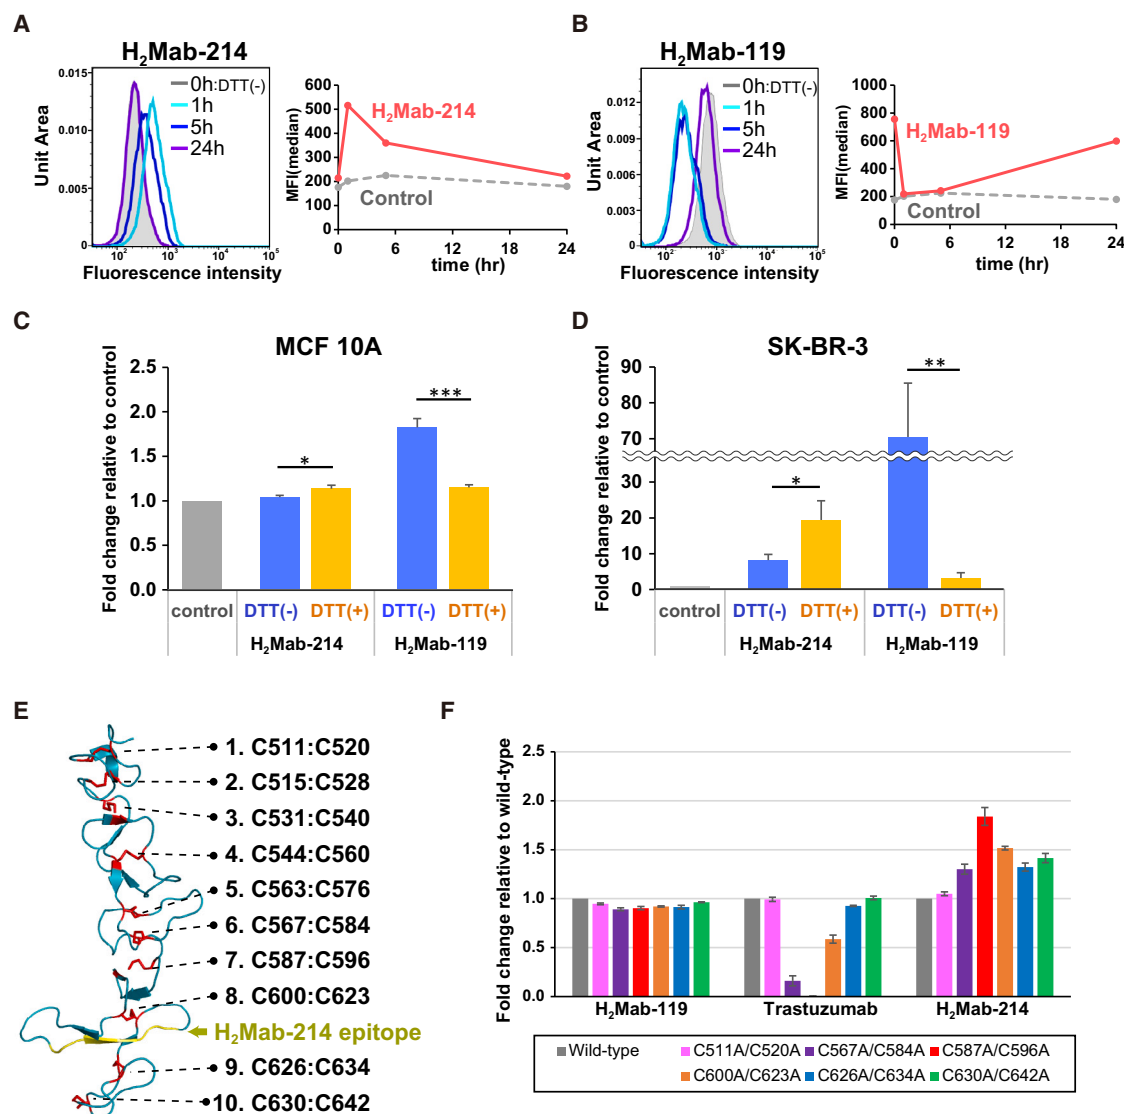 A
H₂Mab-214
0.015
0.010
0.005
0
Unit Area
0h:DTT(-)
1h
5h
24h
10² 10³ 10⁴ 10⁵
Fluorescence intensity
600
500
400
300
200
100
0
MFI(median)
H₂Mab-214
Control
0 6 12 18 24
time (hr)
B
H₂Mab-119
0.012
0.009
0.006
0.003
0
Unit Area
0h:DTT(-)
1h
5h
24h
10² 10³ 10⁴ 10⁵
Fluorescence intensity
1000
800
600
400
200
0
MFI(median)
H₂Mab-119
Control
0 6 12 18 24
time (hr)
C
MCF 10A
Fold change relative to control
2.5
2.0
1.5
1.0
0.5
0.0
*
***
control DTT(-) DTT(+) DTT(-) DTT(+)
H₂Mab-214 H₂Mab-119
D
SK-BR-3
Fold change relative to control
90
80
70
30
20
10
0
*
**
control DTT(-) DTT(+) DTT(-) DTT(+)
H₂Mab-214 H₂Mab-119
E
1. C511:C520
2. C515:C528
3. C531:C540
4. C544:C560
5. C563:C576
6. C567:C584
7. C587:C596
8. C600:C623
H₂Mab-214 epitope
9. C626:C634
10. C630:C642
F
Fold change relative to wild-type
2.5
2.0
1.5
1.0
0.5
0.0
H₂Mab-119 Trastuzumab H₂Mab-214
Wild-type C511A/C520A C567A/C584A C587A/C596A
C600A/C623A C626A/C634A C630A/C642A